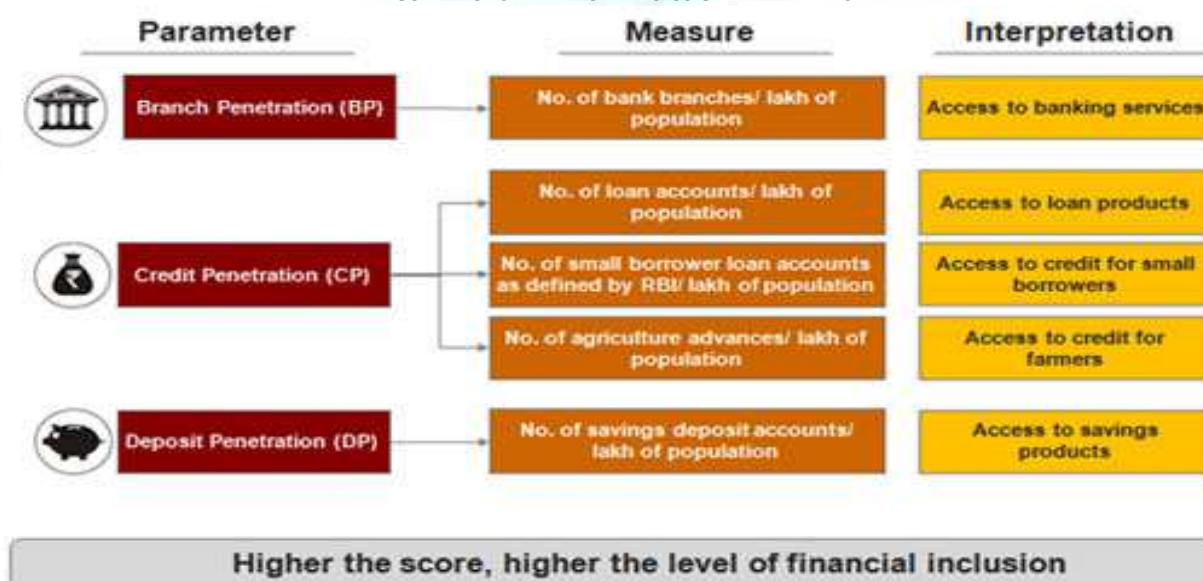 Parameter
Measure
Interpretation
Branch Penetration (BP)
No. of bank branches/ lakh of
population
Access to banking services
Credit Penetration (CP)
No. of loan accounts/ lakh of
population
Access to loan products
No. of small borrower loan accounts
as defined by RBI/ lakh of population
Access to credit for small
borrowers
No. of agriculture advances/ lakh of
population
Access to credit for
farmers
Deposit Penetration (DP)
No. of savings deposit accounts/
lakh of population
Access to savings
products
Higher the score, higher the level of financial inclusion